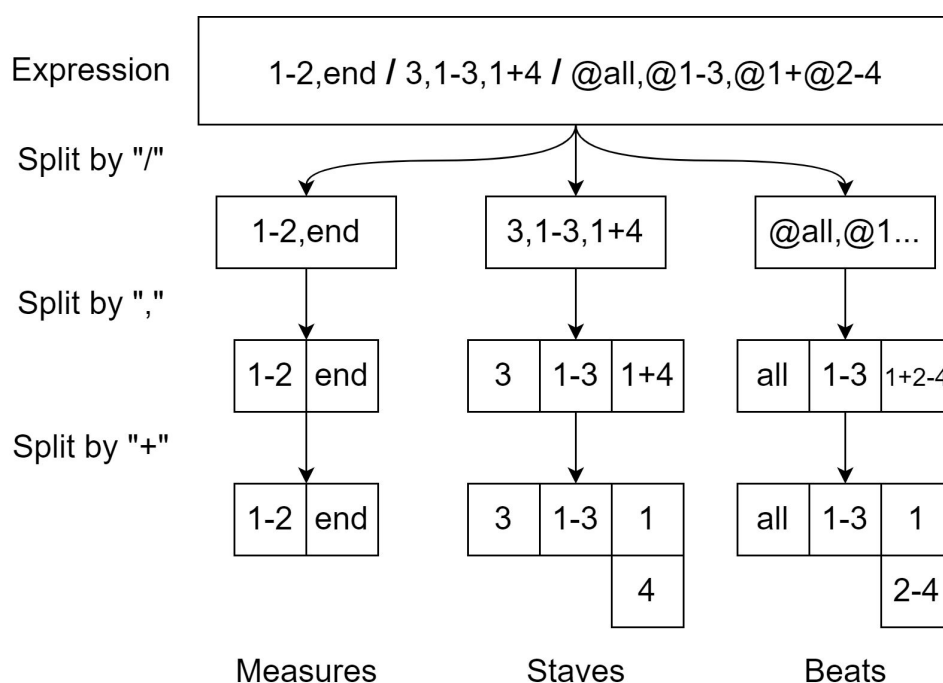 Expression
1-2,end / 3,1-3,1+4 / @all,@1-3,@1+@2-4
Split by "/"
1-2,end
3,1-3,1+4
@all,@1...
Split by ","
1-2 end
3 1-3 1+4
all 1-3 1+2-4
Split by "+"
1-2 end
3 1-3 1
4
all 1-3 1
2-4
Measures
Staves
Beats